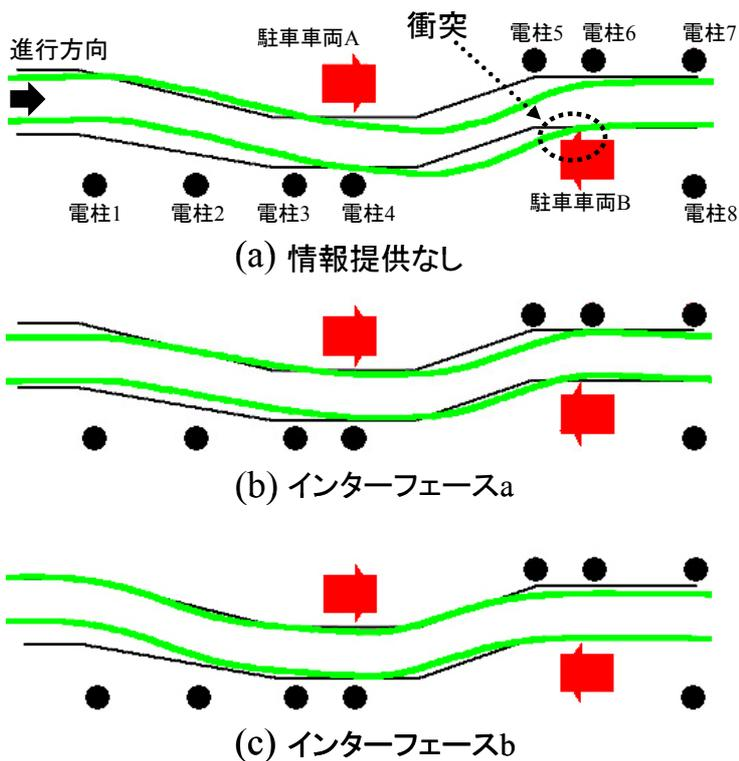 衝突
電柱5
電柱6
電柱7
進行方向
駐車車両A
電柱1
電柱2
電柱3
電柱4
駐車車両B
電柱8
(a) 情報提供なし
(b) インターフェースa
(c) インターフェースb